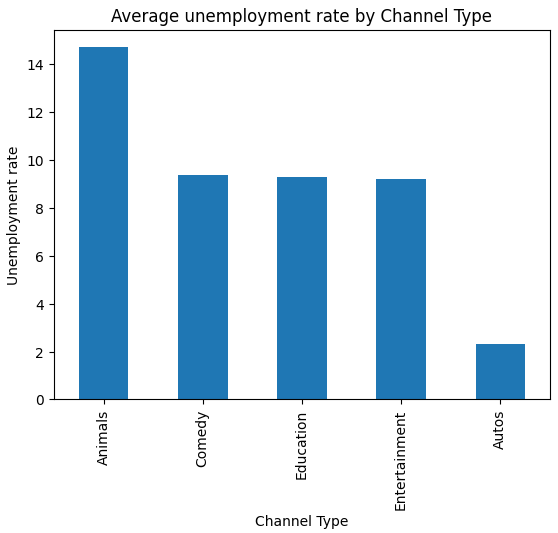 Average unemployment rate by Channel Type
Unemployment rate
14
12
10
8
6
4
2
0
Animals
Comedy
Education
Entertainment
Autos
Channel Type